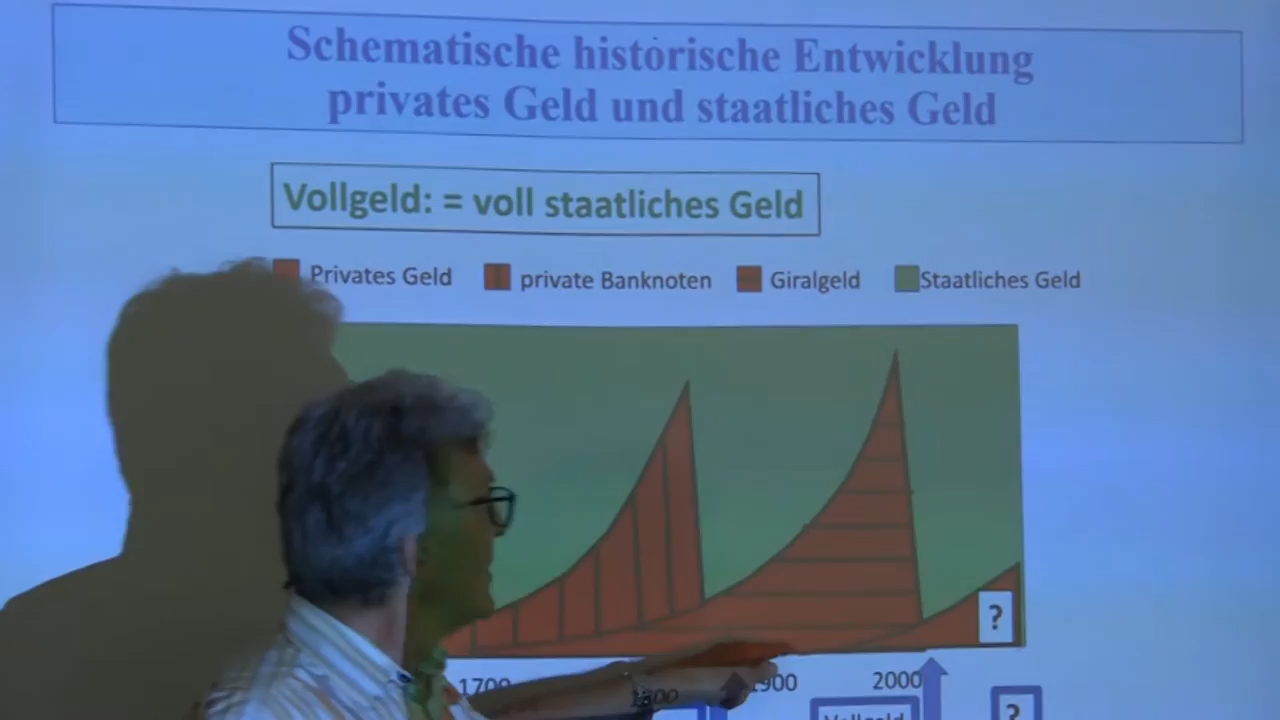 Schematische historische Entwicklung
privates Geld und staatliches Geld
Vollgeld: = voll staatliches Geld
Privates Geld private Banknoten Giralgeld Staatliches Geld
?
1700 1800 1900 2000
Vollgeld ?